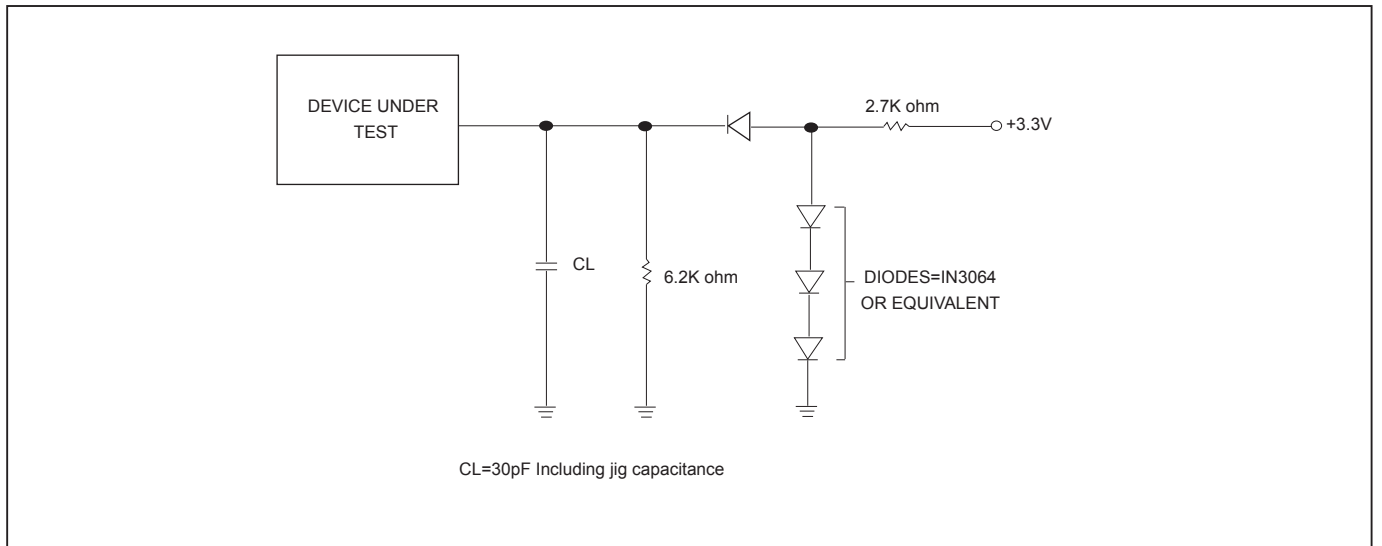 DEVICE UNDER
TEST
2.7K ohm
+3.3V
CL
6.2K ohm
DIODES=IN3064
OR EQUIVALENT
CL=30pF Including jig capacitance